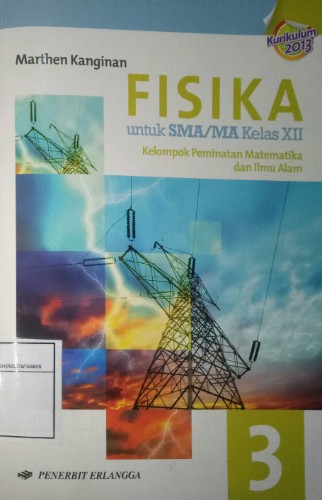 Kurikulum
2013
Marthen Kanginan
FISIKA
untuk SMA/MA Kelas XII
Kelompok Peminatan Matematika
dan Ilmu Alam
3
PENERBIT ERLANGGA